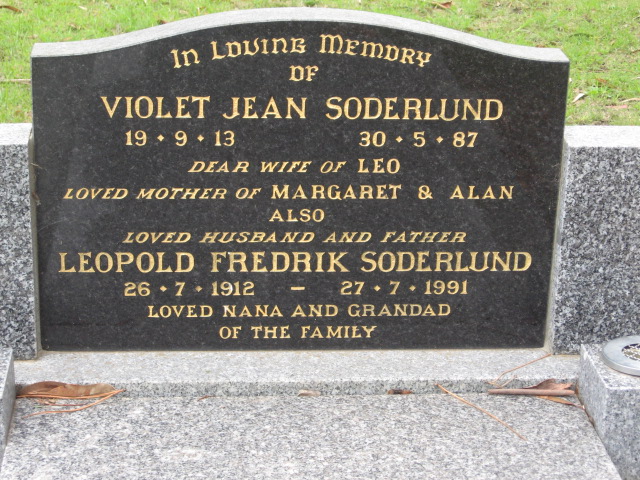 In Loving Memory
of
VIOLET JEAN SODERLUND
19 • 9 • 13 30 • 5 • 87
DEAR WIFE OF LEO
LOVED MOTHER OF MARGARET & ALAN
ALSO
LOVED HUSBAND AND FATHER
LEOPOLD FREDRIK SODERLUND
26 • 7 • 1912 – 27 • 7 • 1991
LOVED NANA AND GRANDAD
OF THE FAMILY